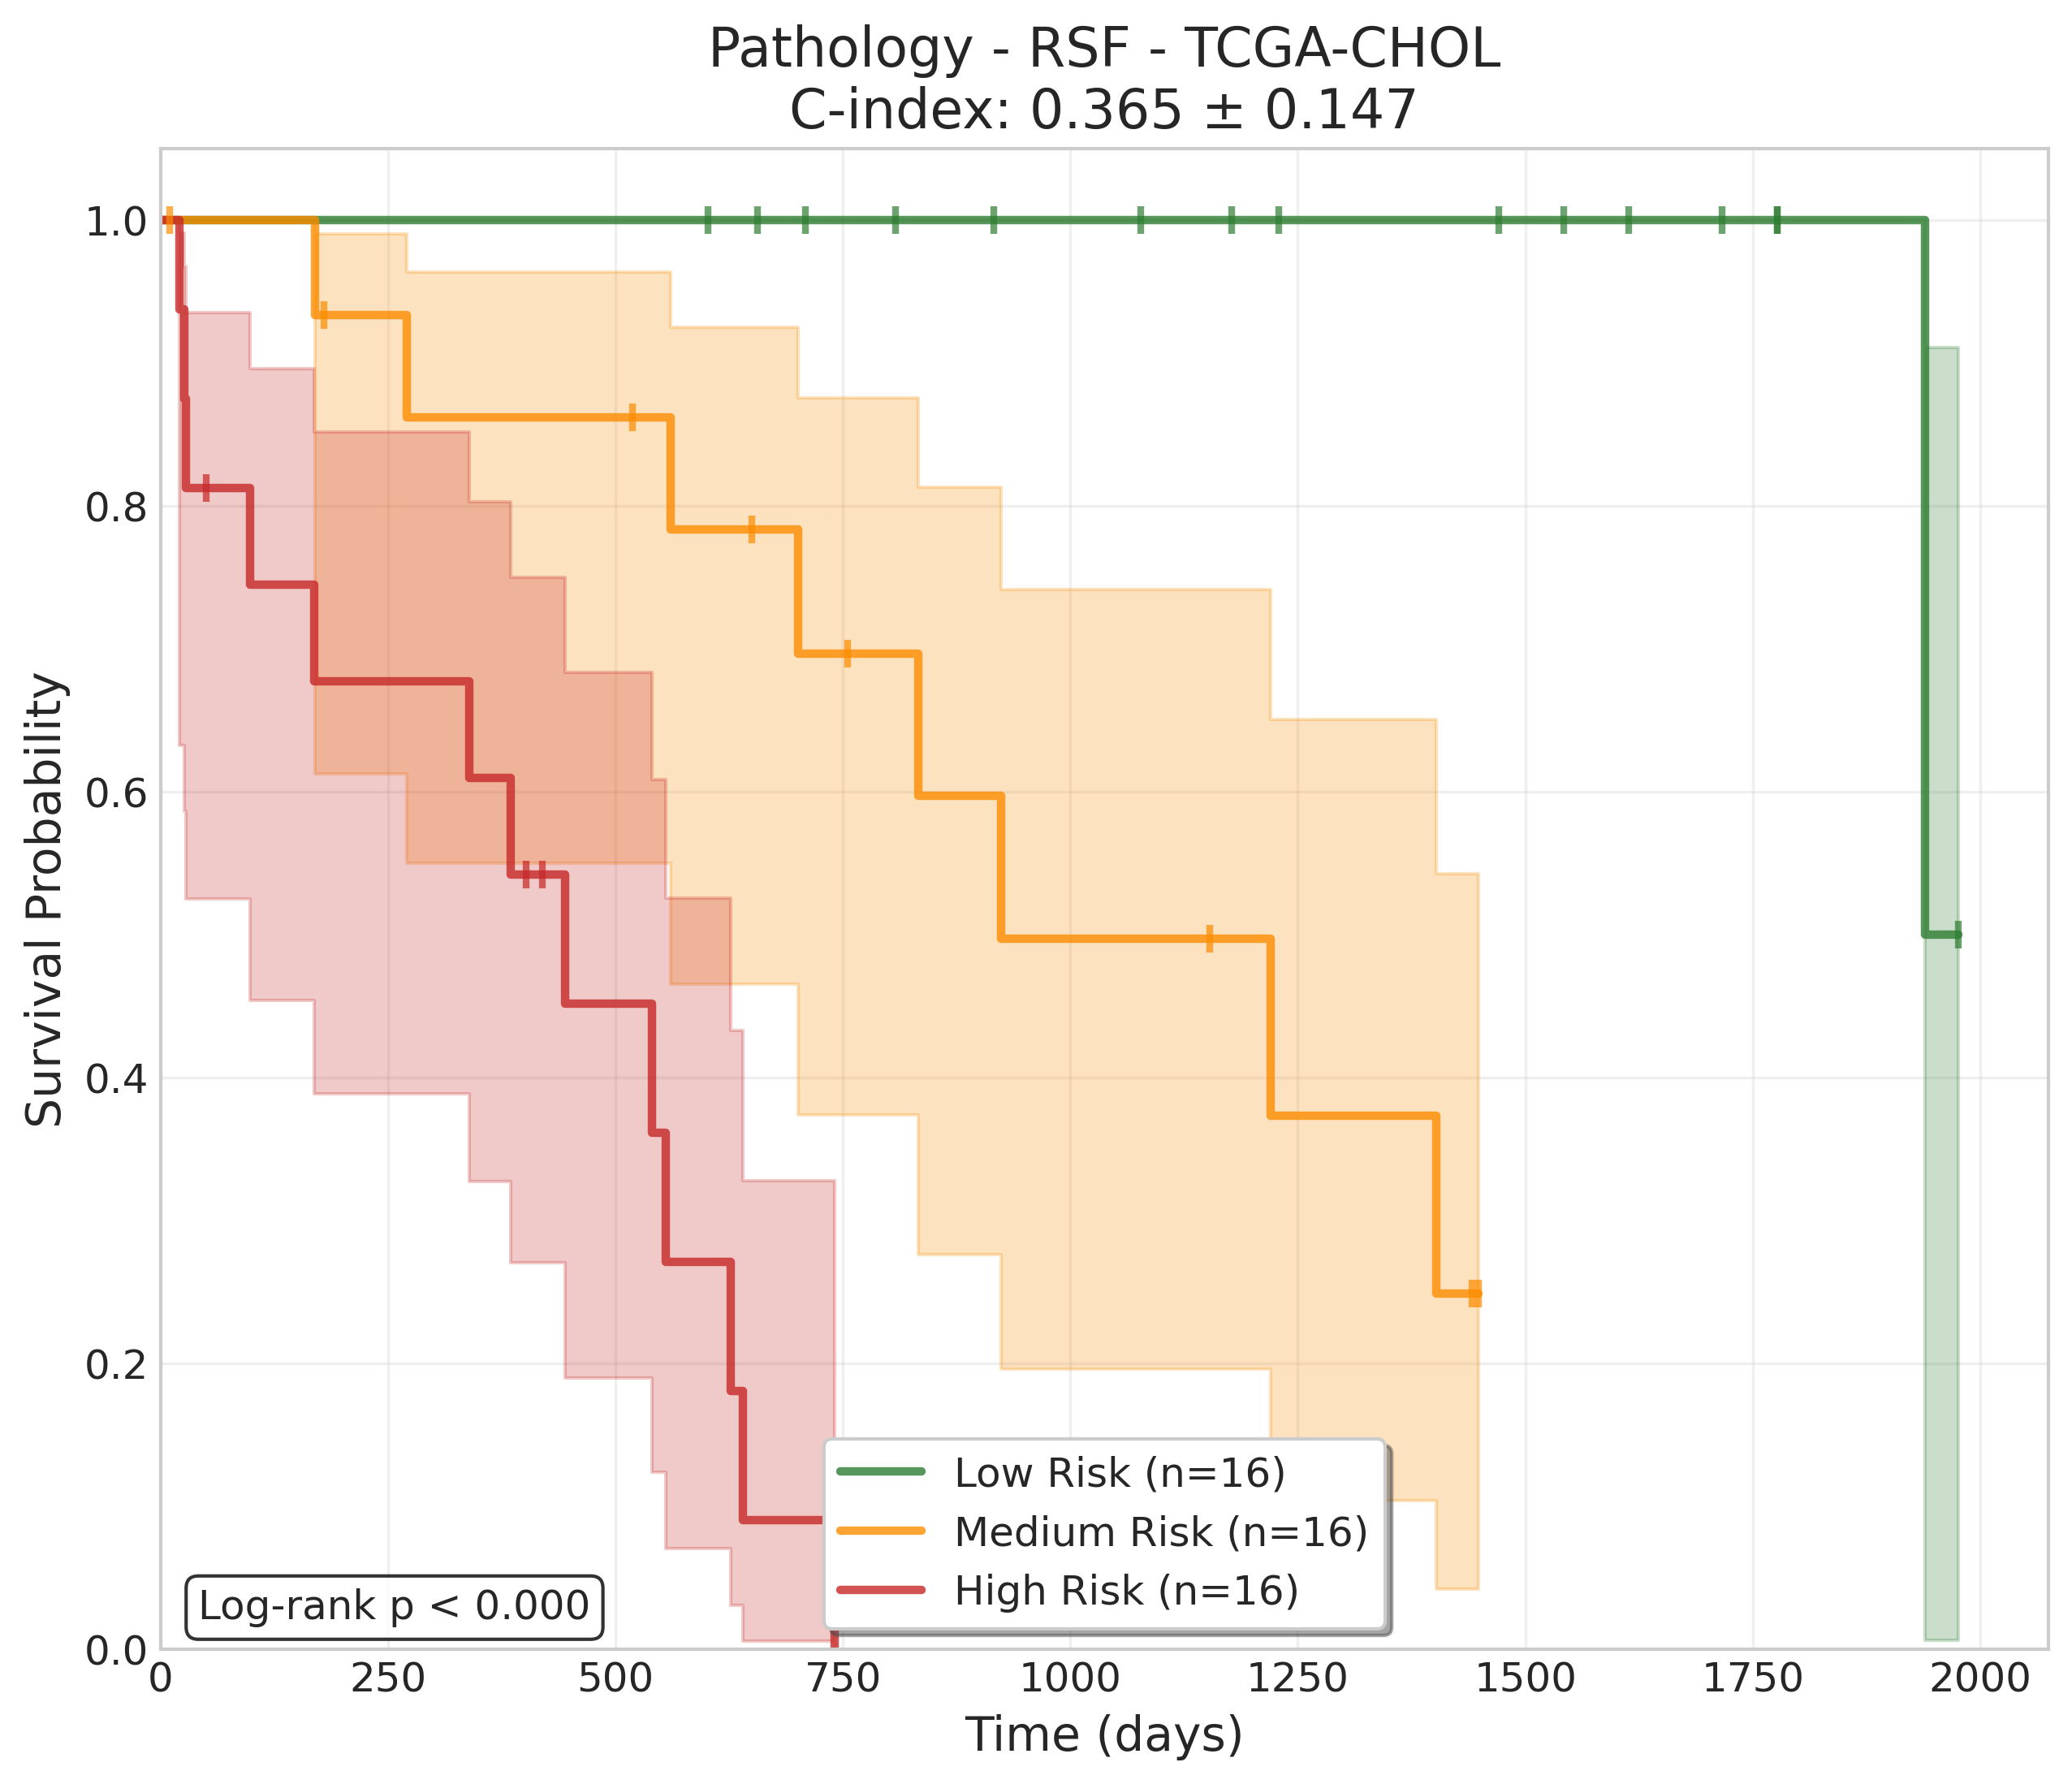 Pathology - RSF - TCGA-CHOL
C-index: 0.365 ± 0.147
Survival Probability
1.0
0.8
0.6
0.4
0.2
0.0
Log-rank p < 0.000
Low Risk (n=16)
Medium Risk (n=16)
High Risk (n=16)
0 250 500 750 1000 1250 1500 1750 2000
Time (days)